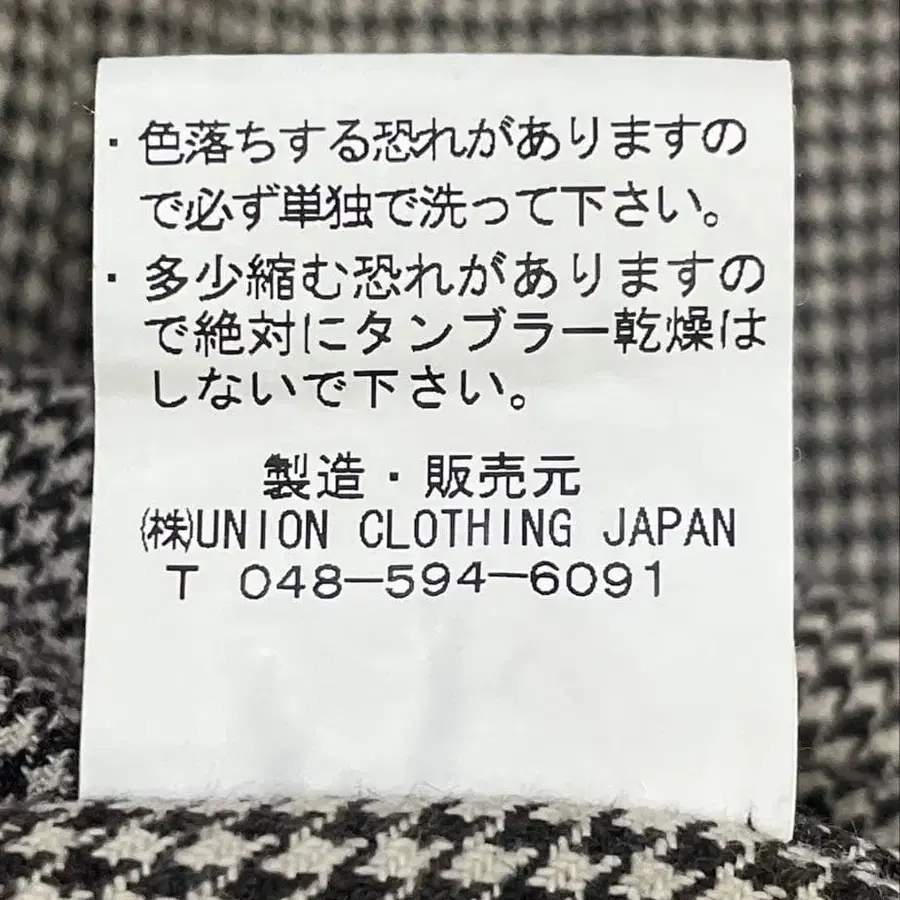 ・色落ちする恐れがありますの
で必ず単独で洗って下さい。
・多少縮む恐れがありますの
で絶対にタンブラー乾燥は
しないで下さい。
製造・販売元
㈱UNION CLOTHING JAPAN
T 048-594-6091